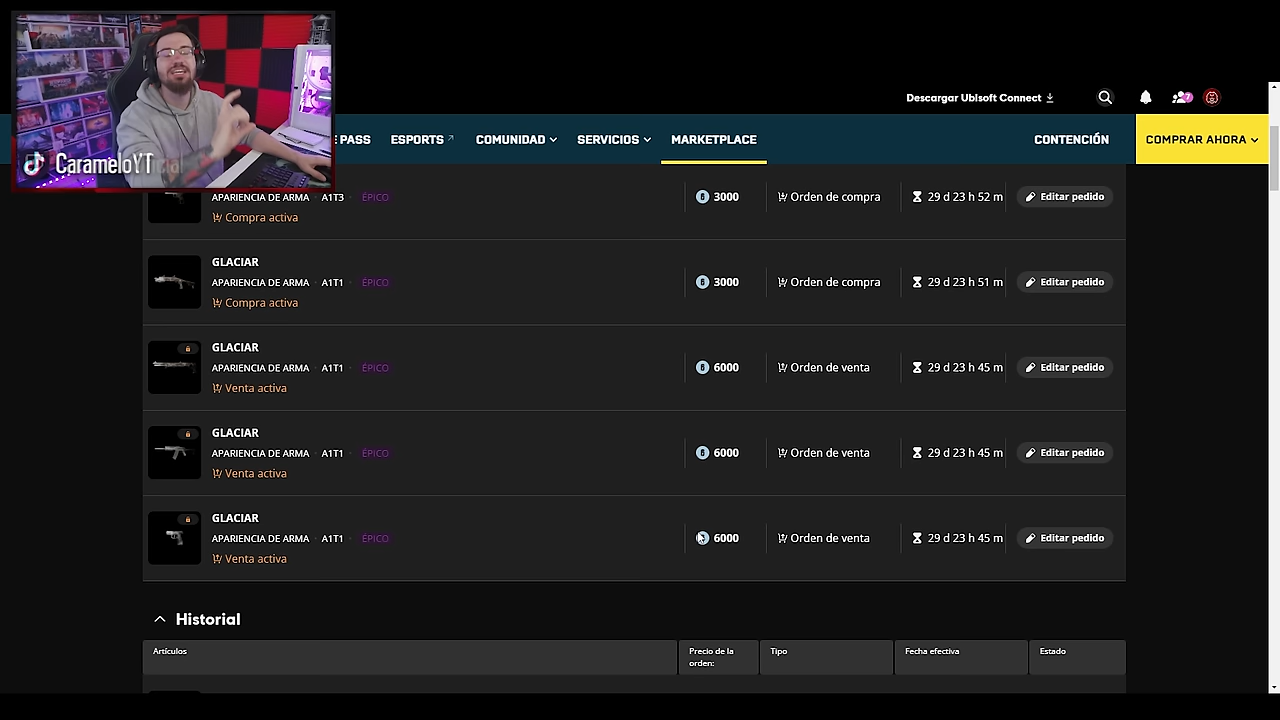 Descargar Ubisoft Connect
7
E PASS ESPORTS COMUNIDAD SERVICIOS MARKETPLACE CONTENCIÓN COMPRAR AHORA
CarameloYT
APARIENCIA DE ARMA · A1T3 · ÉPICO 3000 Orden de compra 29 d 23 h 52 m Editar pedido
Compra activa
GLACIAR
APARIENCIA DE ARMA · A1T1 · ÉPICO 3000 Orden de compra 29 d 23 h 51 m Editar pedido
Compra activa
GLACIAR
APARIENCIA DE ARMA · A1T1 · ÉPICO 6000 Orden de venta 29 d 23 h 45 m Editar pedido
Venta activa
GLACIAR
APARIENCIA DE ARMA · A1T1 · ÉPICO 6000 Orden de venta 29 d 23 h 45 m Editar pedido
Venta activa
GLACIAR
APARIENCIA DE ARMA · A1T1 · ÉPICO 6000 Orden de venta 29 d 23 h 45 m Editar pedido
Venta activa
Historial
Artículos Precio de la orden: Tipo Fecha efectiva Estado